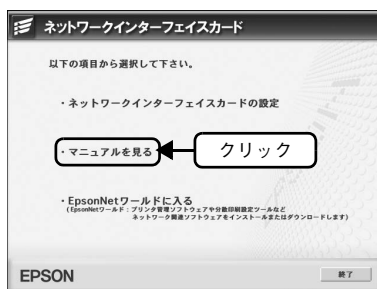 ネットワークインターフェイスカード
以下の項目から選択して下さい。
・ネットワークインターフェイスカードの設定
・マニュアルを見る
クリック
・EpsonNetワールドに入る
(EpsonNetワールド：プリンタ管理ソフトウェアや分散印刷設定ツールなど
ネットワーク関連ソフトウェアをインストールまたはダウンロードします)
EPSON
終了